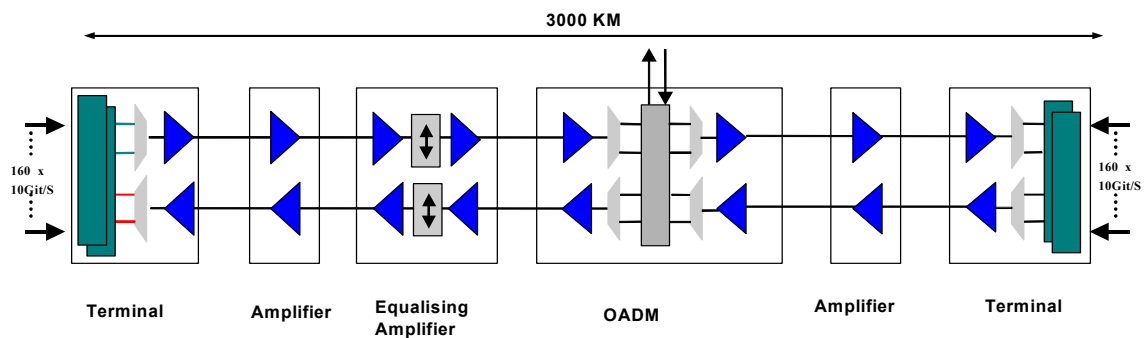 3000 KM
160 x
10Git/S
160 x
10Git/S
Terminal
Amplifier
Equalising
Amplifier
OADM
Amplifier
Terminal